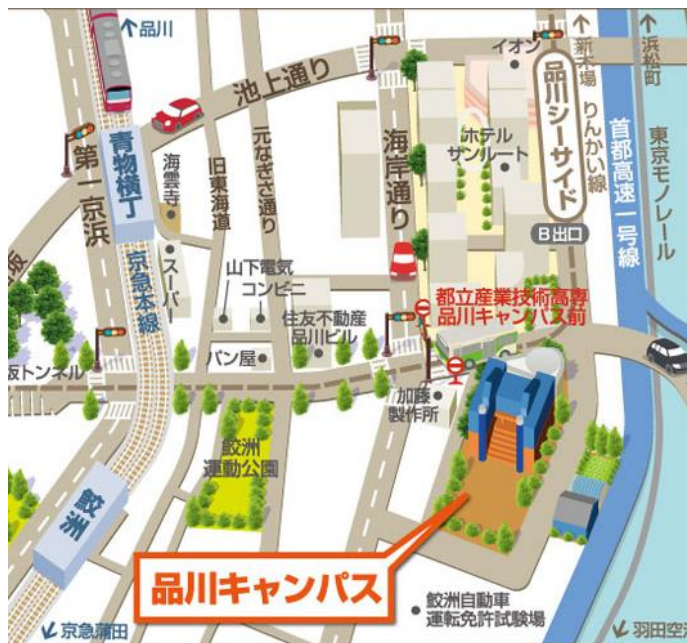 品川
池上通り
イオン
新木場
浜松町
品川シーサイド
りんかい線
首都高速一号線
東京モノレール
青物横丁
第一京浜
海雲寺
旧東海道
元なぎさ通り
海岸通り
ホテル
サンルート
B出口
京急本線
スーパー
山下電気
コンビニ
住友不動産
品川ビル
都立産業技術高専
品川キャンパス前
パン屋
坂トンネル
加藤
製作所
鮫洲
運動公園
鮫洲
品川キャンパス
鮫洲自動車
運転免許試験場
京急蒲田
羽田空